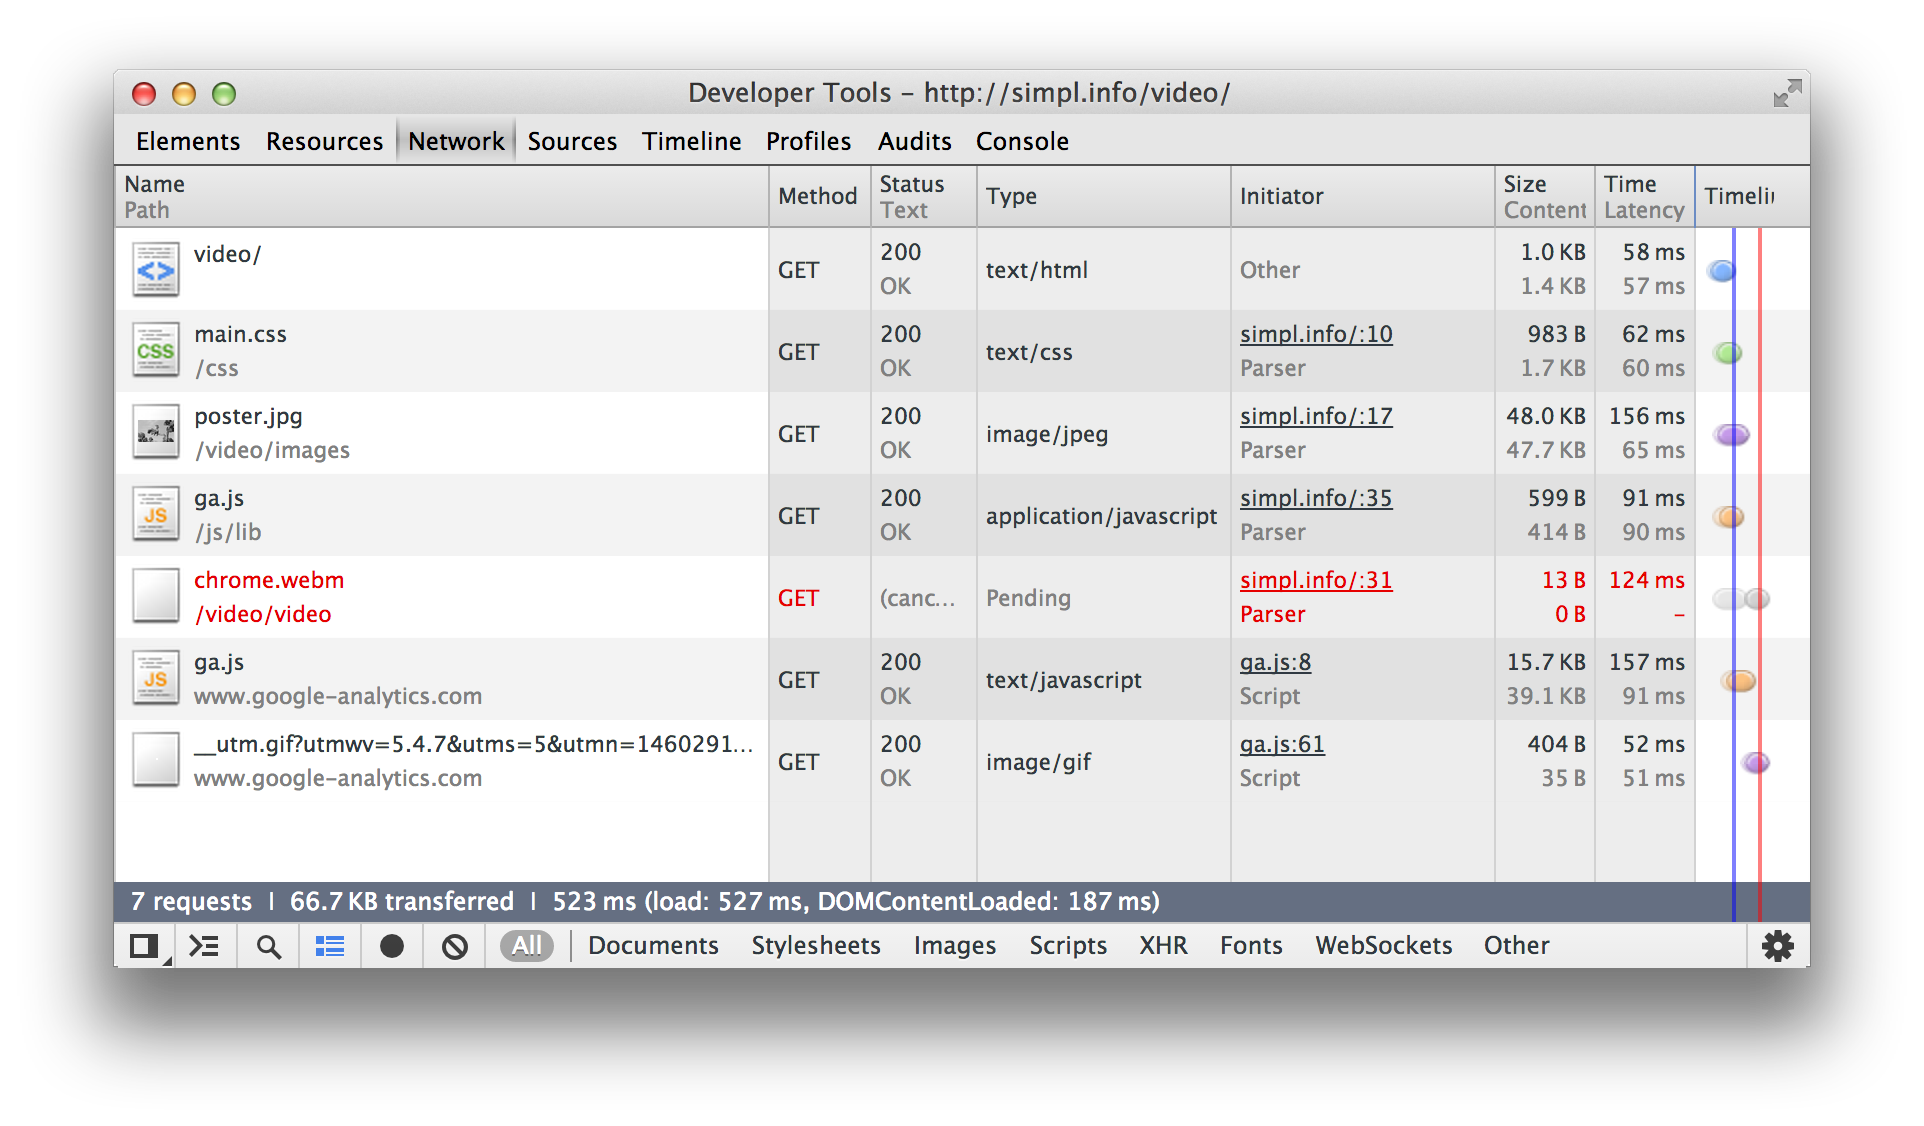 Developer Tools – http://simpl.info/video/
Elements Resources Network Sources Timeline Profiles Audits Console
Name Method Status Type Initiator Size Time Timeli
Path Text Content Latency
video/ GET 200 text/html Other 1.0 KB 58 ms
OK 1.4 KB 57 ms
main.css GET 200 text/css simpl.info/:10 983 B 62 ms
/css OK Parser 1.7 KB 60 ms
poster.jpg GET 200 image/jpeg simpl.info/:17 48.0 KB 156 ms
/video/images OK Parser 47.7 KB 65 ms
ga.js GET 200 application/javascript simpl.info/:35 599 B 91 ms
/js/lib OK Parser 414 B 90 ms
chrome.webm GET (canc... Pending simpl.info/:31 13 B 124 ms
/video/video Parser 0 B –
ga.js GET 200 text/javascript ga.js:8 15.7 KB 157 ms
www.google-analytics.com OK Script 39.1 KB 91 ms
__utm.gif?utmwv=5.4.7&utms=5&utmn=1460291... GET 200 image/gif ga.js:61 404 B 52 ms
www.google-analytics.com OK Script 35 B 51 ms
7 requests | 66.7 KB transferred | 523 ms (load: 527 ms, DOMContentLoaded: 187 ms)
All | Documents Stylesheets Images Scripts XHR Fonts WebSockets Other